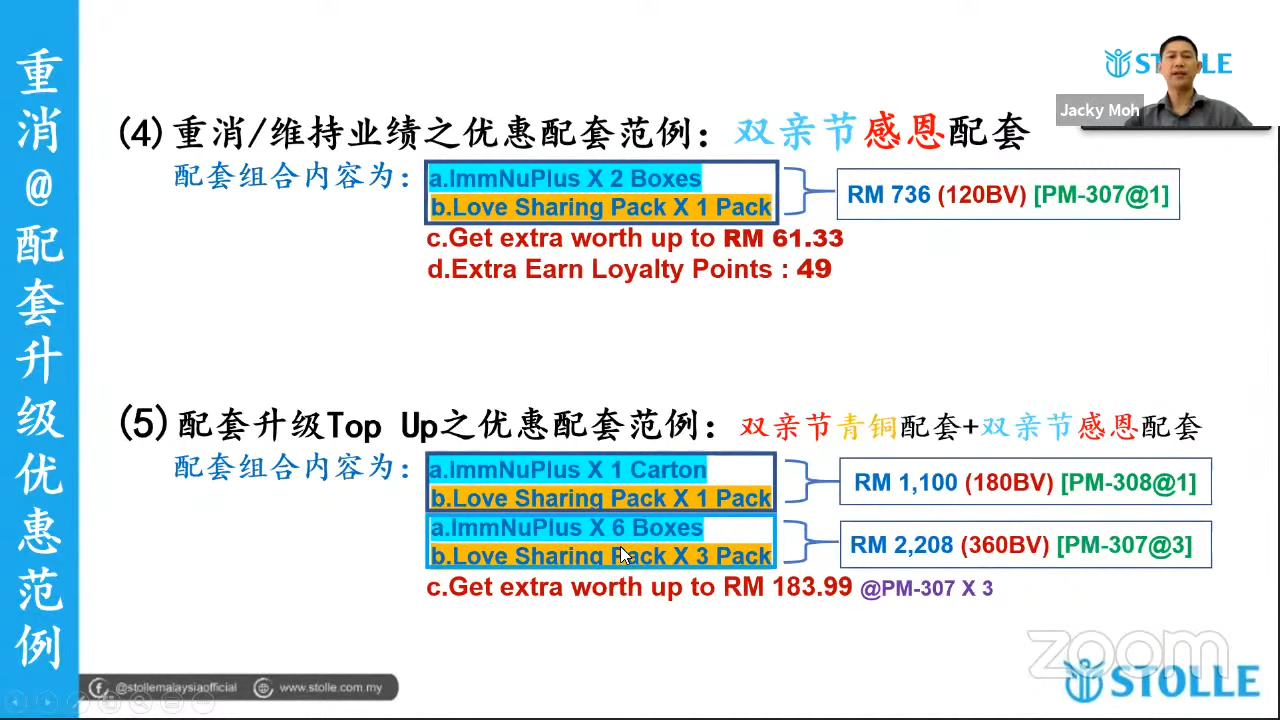 重消@配套升级优惠范例
STOLLE
Jacky Moh
(4)重消/维持业绩之优惠配套范例：双亲节感恩配套
配套组合内容为：
a.ImmNuPlus X 2 Boxes
b.Love Sharing Pack X 1 Pack
RM 736 (120BV) [PM-307@1]
c.Get extra worth up to RM 61.33
d.Extra Earn Loyalty Points : 49
(5)配套升级Top Up之优惠配套范例：双亲节青铜配套+双亲节感恩配套
配套组合内容为：
a.ImmNuPlus X 1 Carton
b.Love Sharing Pack X 1 Pack
RM 1,100 (180BV) [PM-308@1]
a.ImmNuPlus X 6 Boxes
b.Love Sharing Pack X 3 Pack
RM 2,208 (360BV) [PM-307@3]
c.Get extra worth up to RM 183.99 @PM-307 X 3
zoom
@stollemalaysiaofficial www.stolle.com.my
STOLLE